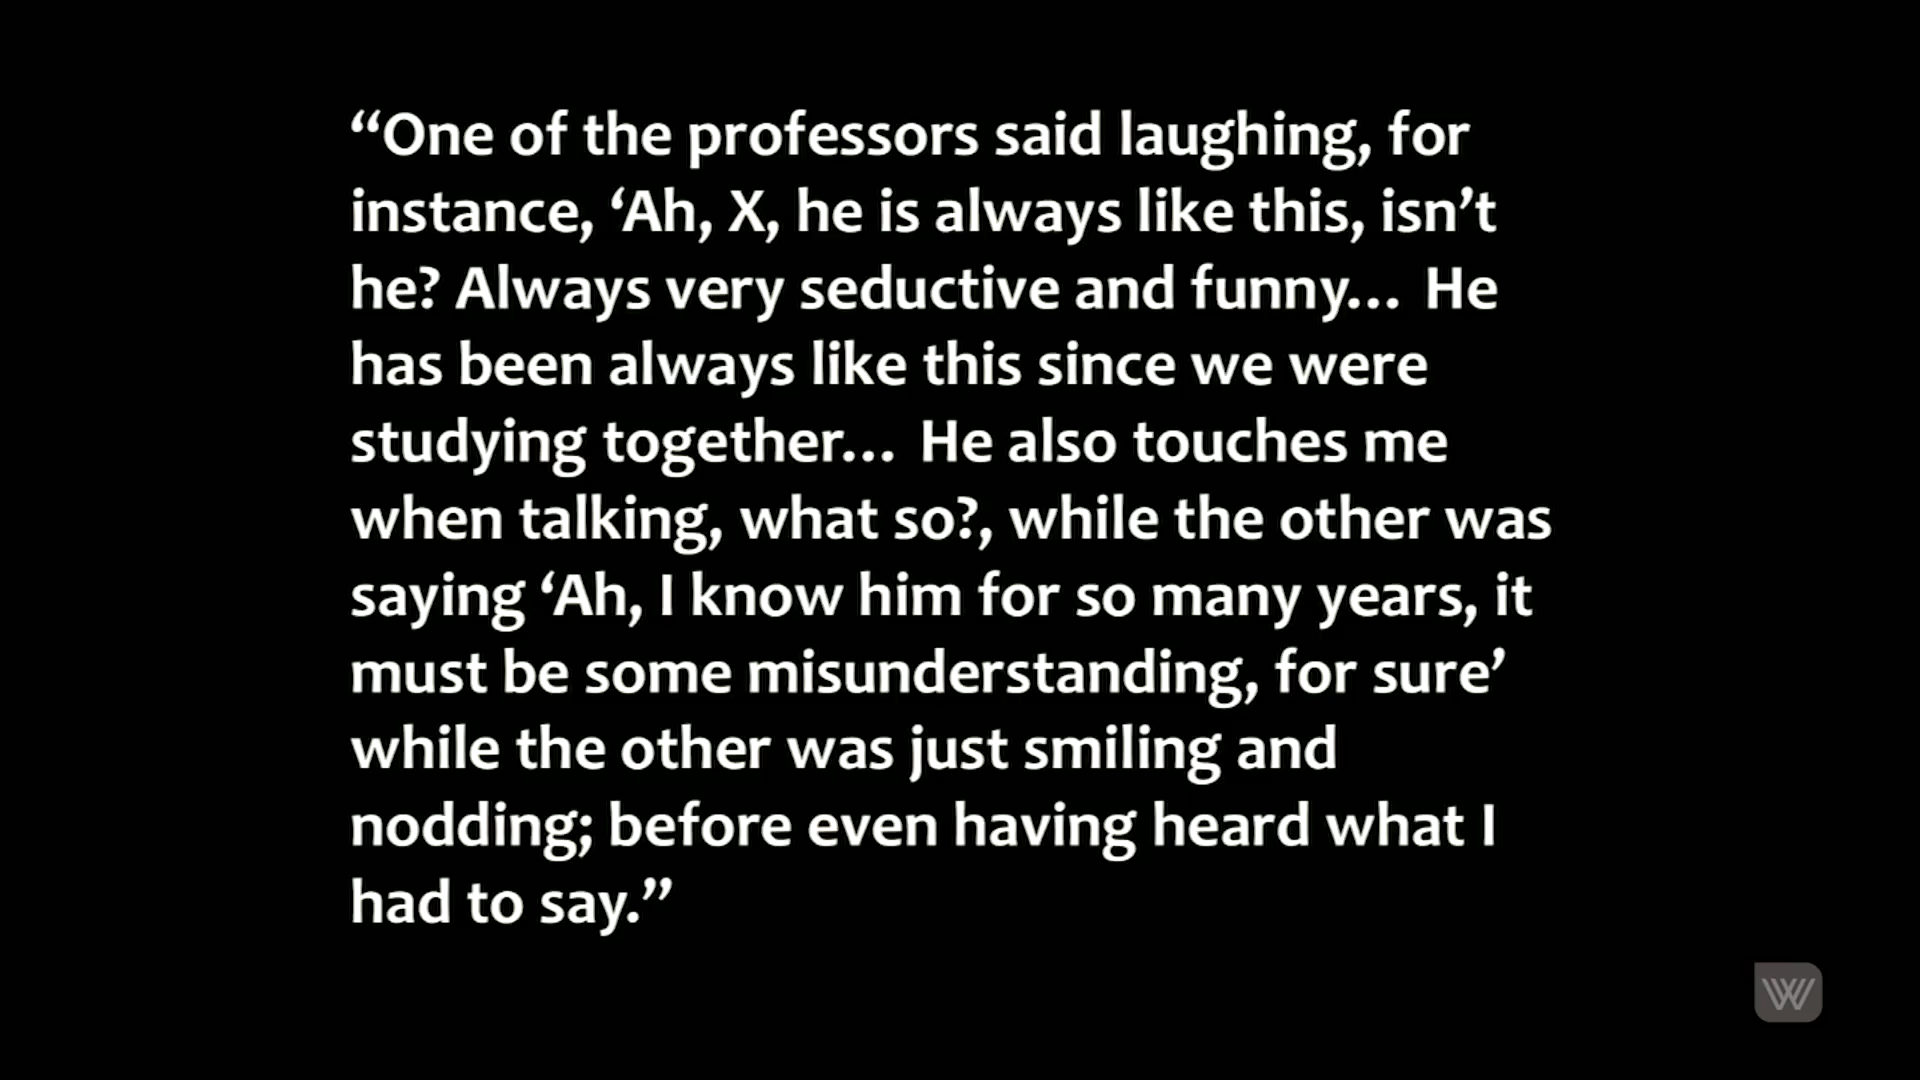 “One of the professors said laughing, for
instance, ‘Ah, X, he is always like this, isn’t
he? Always very seductive and funny… He
has been always like this since we were
studying together… He also touches me
when talking, what so?, while the other was
saying ‘Ah, I know him for so many years, it
must be some misunderstanding, for sure’
while the other was just smiling and
nodding; before even having heard what I
had to say.”
W